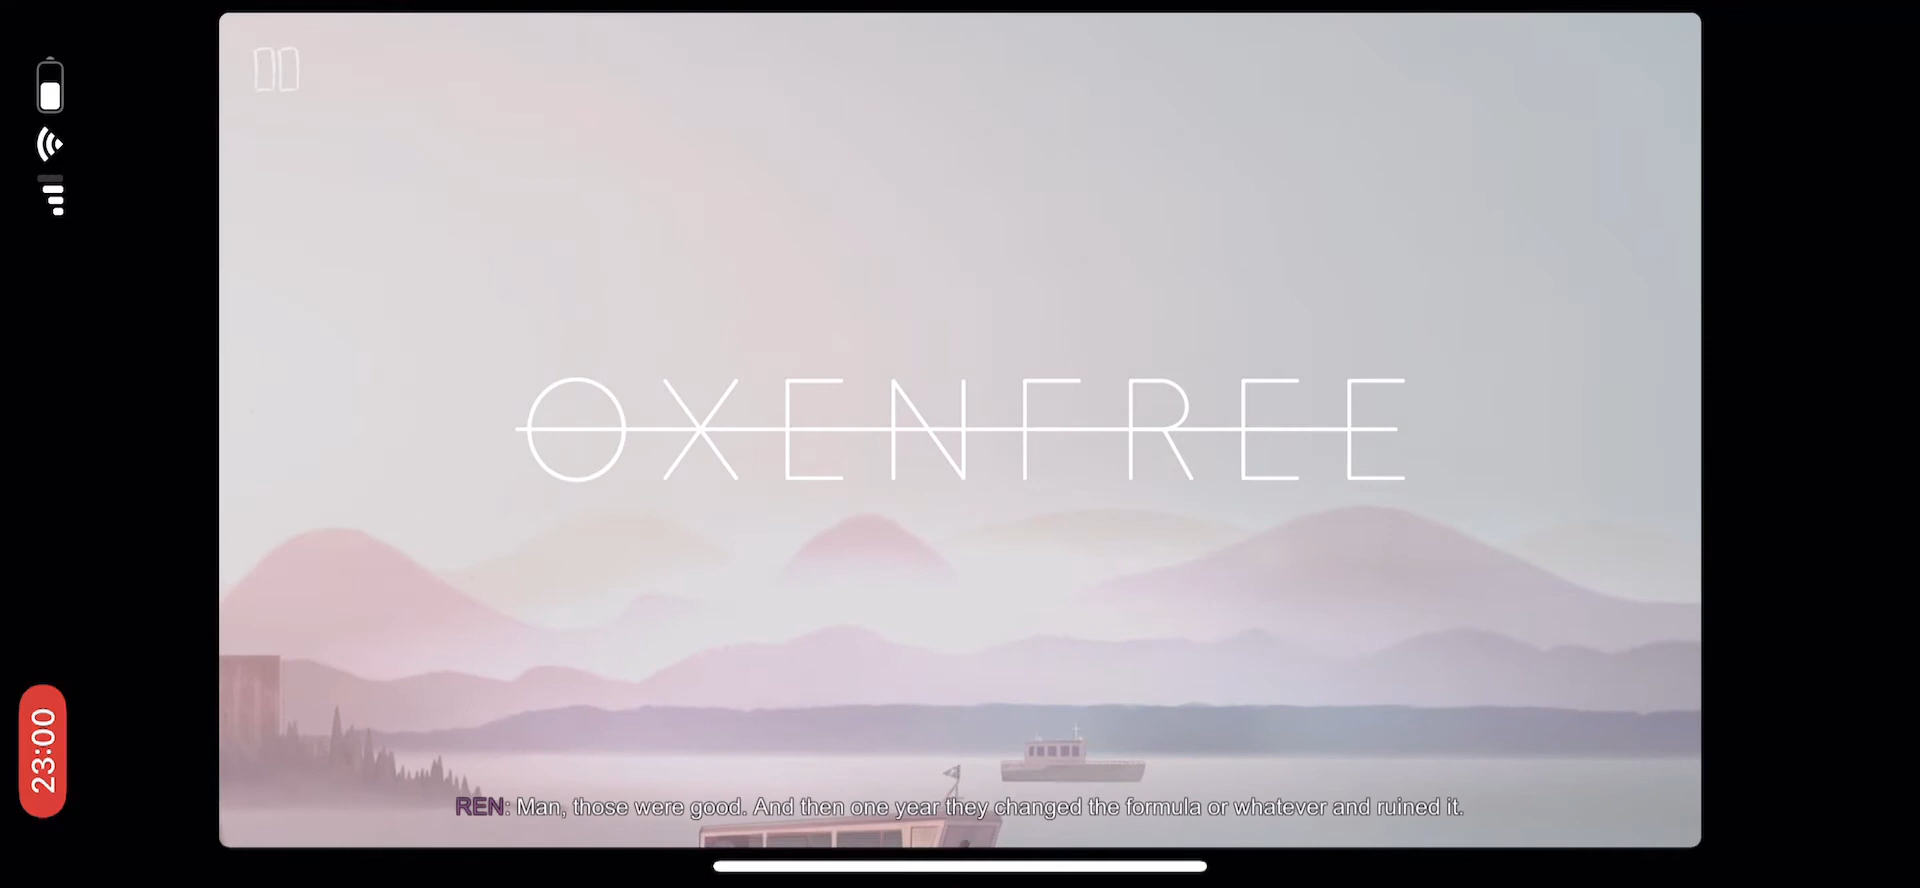 OXENFREE
REN: Man, those were good. And then one year they changed the formula or whatever and ruined it.
23:00